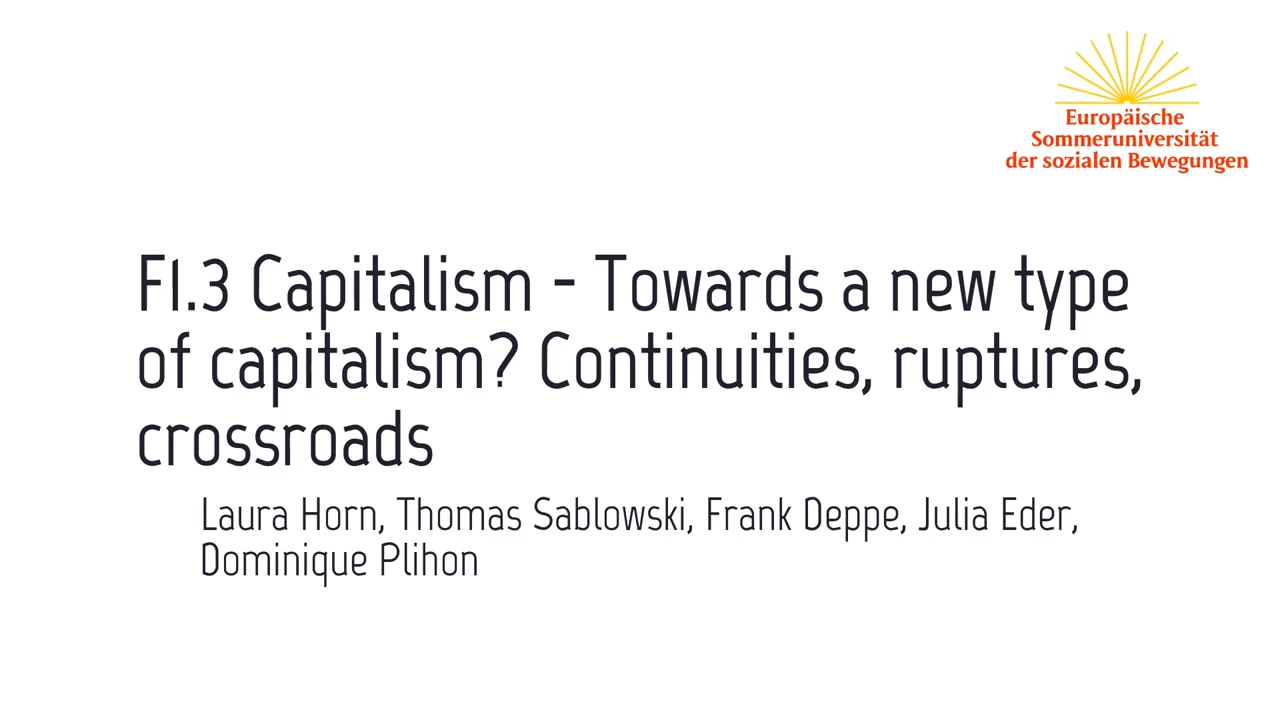 Europäische
Sommeruniversität
der sozialen Bewegungen
F1.3 Capitalism - Towards a new type
of capitalism? Continuities, ruptures,
crossroads
Laura Horn, Thomas Sablowski, Frank Deppe, Julia Eder,
Dominique Plihon